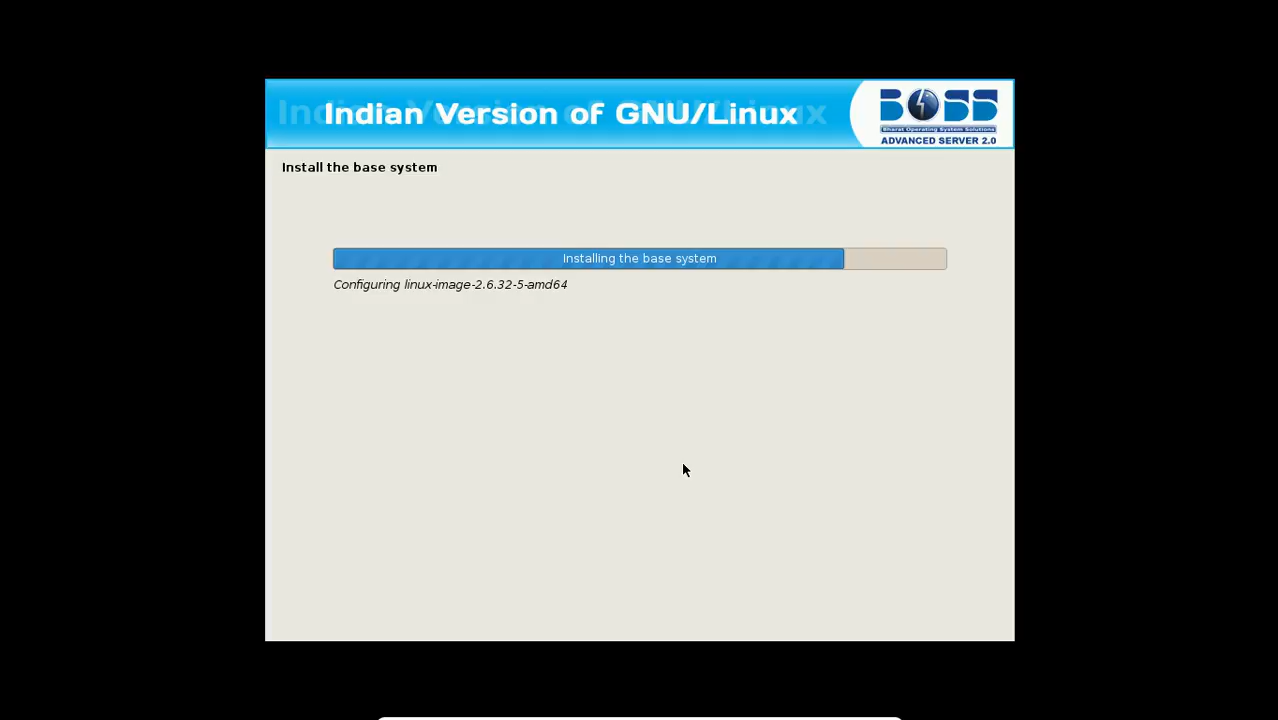 Indian Version of GNU/Linux
BOSS
Bharat Operating System Solutions
ADVANCED SERVER 2.0
Install the base system
Installing the base system
Configuring linux-image-2.6.32-5-amd64